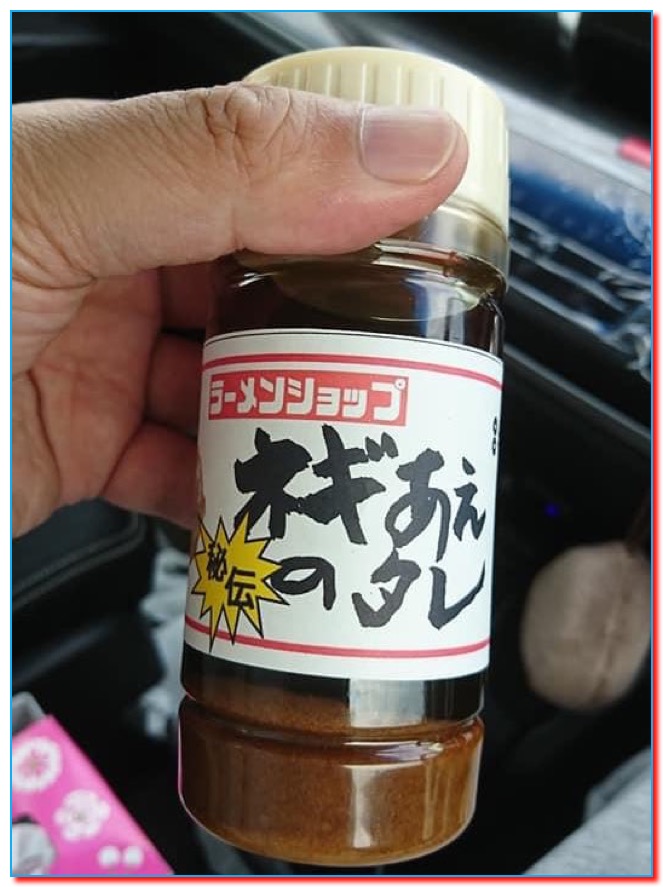 ラーメンショップ
ネギあえ
のタレ
秘伝